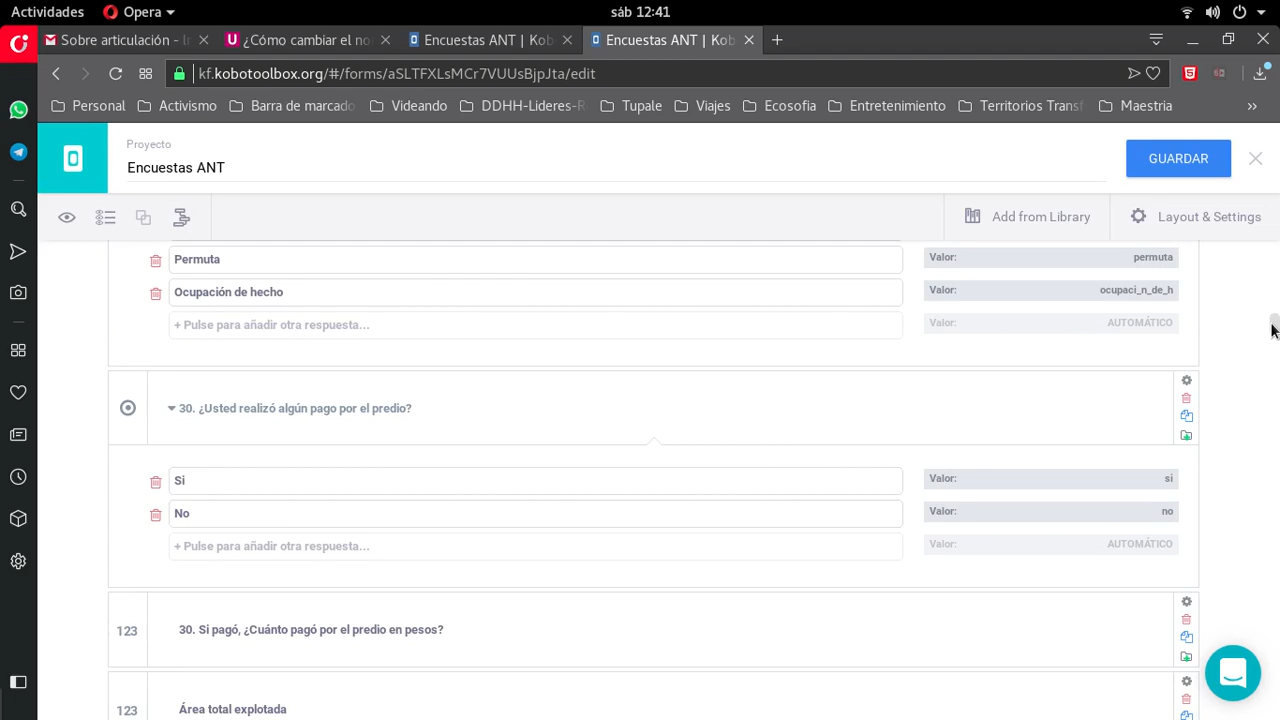 Actividades
Opera
sáb 12:41
Sobre articulación - I
¿Cómo cambiar el no
Encuestas ANT | Kob
Encuestas ANT | Kob
kf.kobotoolbox.org/#/forms/aSLTFXLsMCr7VUUsBjpJta/edit
Personal
Activismo
Barra de marcado
Videando
DDHH-Lideres-R
Tupale
Viajes
Ecosofia
Entretenimiento
Territorios Transf
Maestria
»
Proyecto
Encuestas ANT
GUARDAR
Add from Library
Layout & Settings
Permuta
Valor: permuta
Ocupación de hecho
Valor: ocupaci_n_de_h
+ Pulse para añadir otra respuesta...
Valor: AUTOMÁTICO
30. ¿Usted realizó algún pago por el predio?
Si
Valor: si
No
Valor: no
+ Pulse para añadir otra respuesta...
Valor: AUTOMÁTICO
123
30. Si pagó, ¿Cuánto pagó por el predio en pesos?
123
Área total explotada